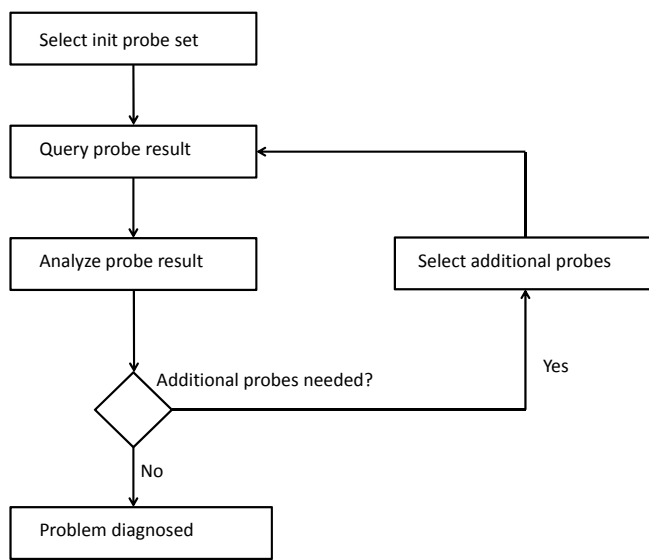 Select init probe set
Query probe result
Analyze probe result
Select additional probes
Additional probes needed?
Yes
No
Problem diagnosed